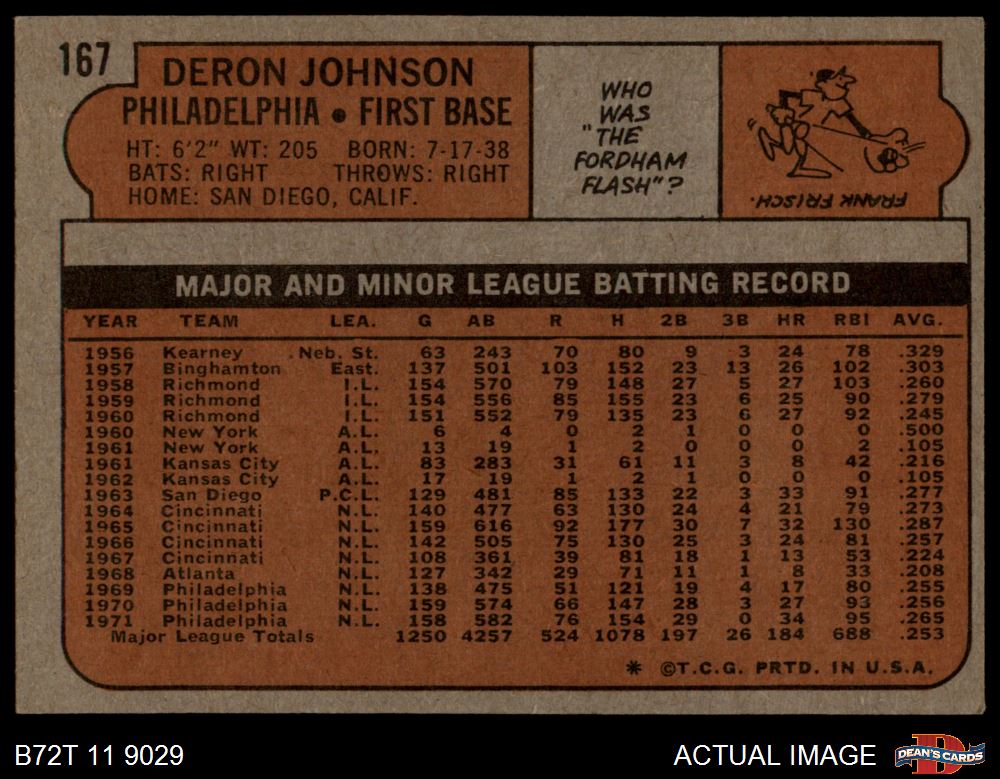 167
DERON JOHNSON
PHILADELPHIA • FIRST BASE
HT: 6'2" WT: 205 BORN: 7-17-38
BATS: RIGHT THROWS: RIGHT
HOME: SAN DIEGO, CALIF.
WHO
WAS
"THE
FORDHAM
FLASH"?
FRANK FRISCH.
MAJOR AND MINOR LEAGUE BATTING RECORD
YEAR TEAM LEA. G AB R H 2B 3B HR RBI AVG.
1956 Kearney Neb. St. 63 243 70 80 9 3 24 78 .329
1957 Binghamton East. 137 501 103 152 23 13 26 102 .303
1958 Richmond I.L. 154 570 79 148 27 5 27 103 .260
1959 Richmond I.L. 154 556 85 155 23 6 25 90 .279
1960 Richmond I.L. 151 552 79 135 23 6 27 92 .245
1960 New York A.L. 6 4 0 2 1 0 0 0 .500
1961 New York A.L. 13 19 1 2 0 0 0 2 .105
1961 Kansas City A.L. 83 283 31 61 11 3 8 42 .216
1962 Kansas City A.L. 17 19 1 2 1 0 0 0 .105
1963 San Diego P.C.L. 129 481 85 133 22 3 33 91 .277
1964 Cincinnati N.L. 140 477 63 130 24 4 21 79 .273
1965 Cincinnati N.L. 159 616 92 177 30 7 32 130 .287
1966 Cincinnati N.L. 142 505 75 130 25 3 24 81 .257
1967 Cincinnati N.L. 108 361 39 81 18 1 13 53 .224
1968 Atlanta N.L. 127 342 29 71 11 1 8 33 .208
1969 Philadelphia N.L. 138 475 51 121 19 4 17 80 .255
1970 Philadelphia N.L. 159 574 66 147 28 3 27 93 .256
1971 Philadelphia N.L. 158 582 76 154 29 0 34 95 .265
Major League Totals 1250 4257 524 1078 197 26 184 688 .253
* ©T.C.G. PRTD. IN U.S.A.
B72T 11 9029
ACTUAL IMAGE
DEAN'S CARDS